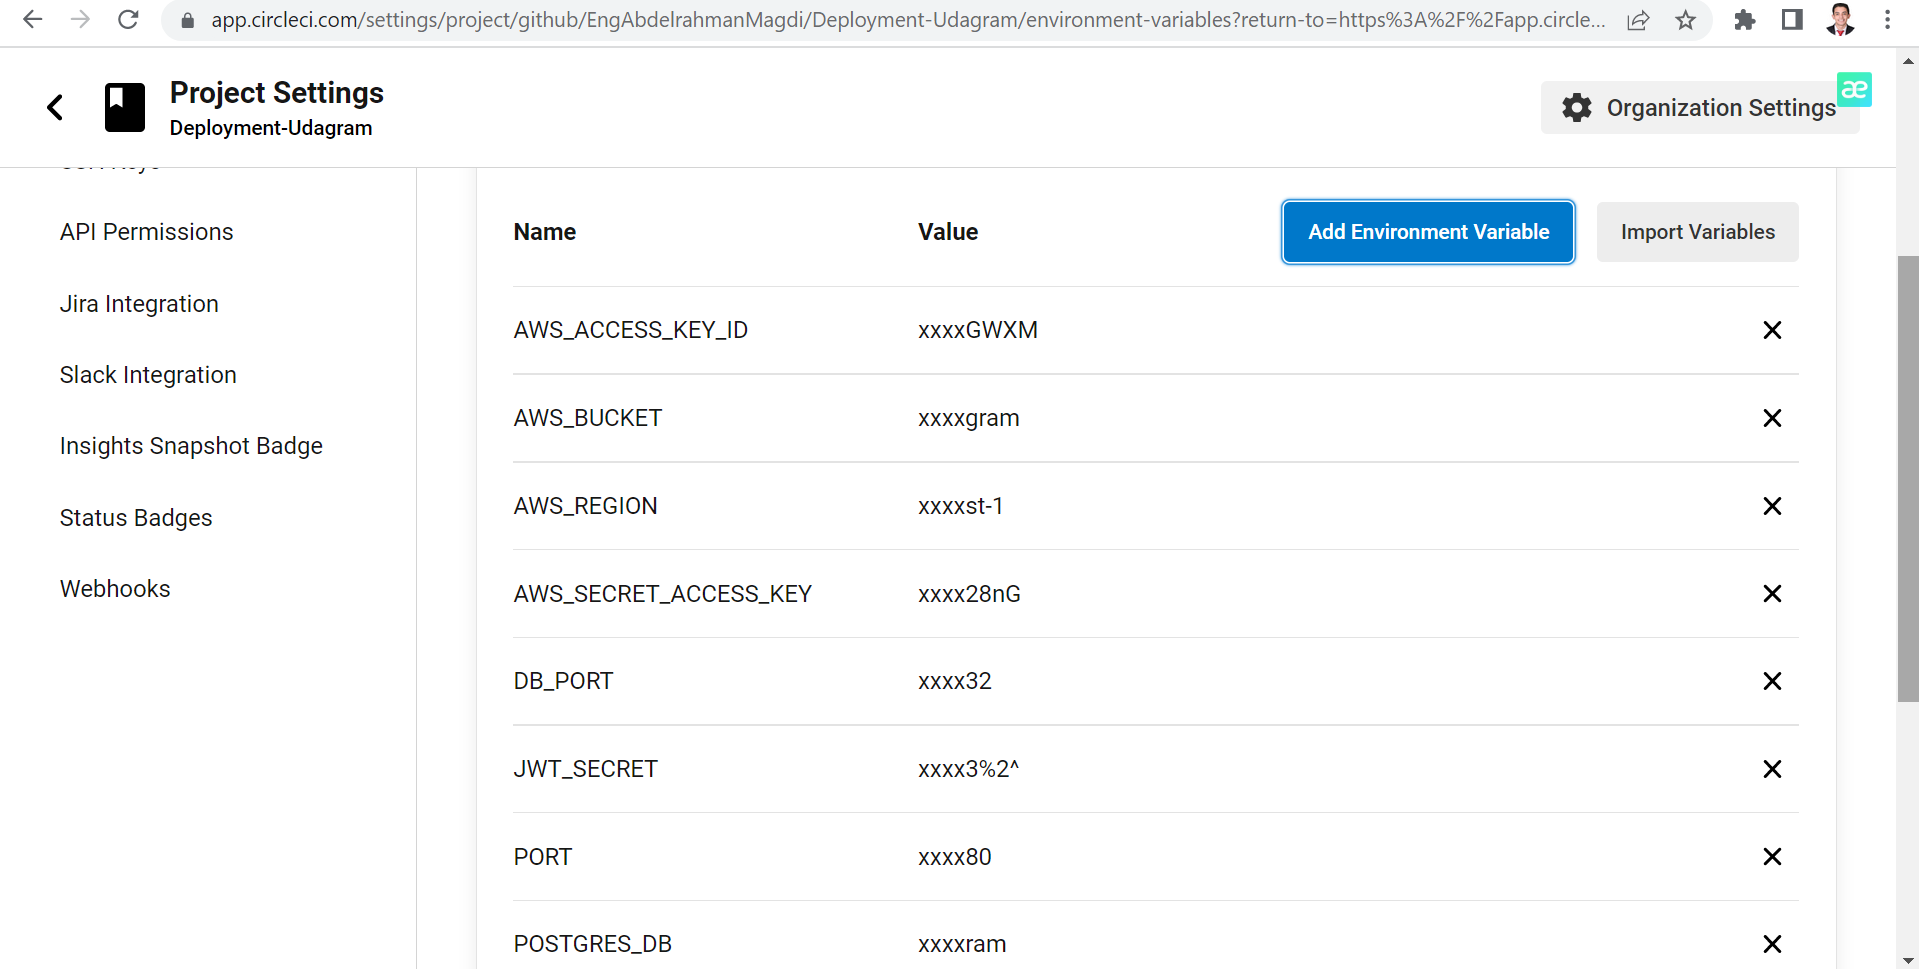 app.circleci.com/settings/project/github/EngAbdelrahmanMagdi/Deployment-Udagram/environment-variables?return-to=https%3A%2F%2Fapp.circle...
Project Settings
Deployment-Udagram
æ
Organization Settings
API Permissions
Jira Integration
Slack Integration
Insights Snapshot Badge
Status Badges
Webhooks
Name Value Add Environment Variable Import Variables
AWS_ACCESS_KEY_ID xxxxGWXM
AWS_BUCKET xxxxgram
AWS_REGION xxxxst-1
AWS_SECRET_ACCESS_KEY xxxx28nG
DB_PORT xxxx32
JWT_SECRET xxxx3%2^
PORT xxxx80
POSTGRES_DB xxxxram